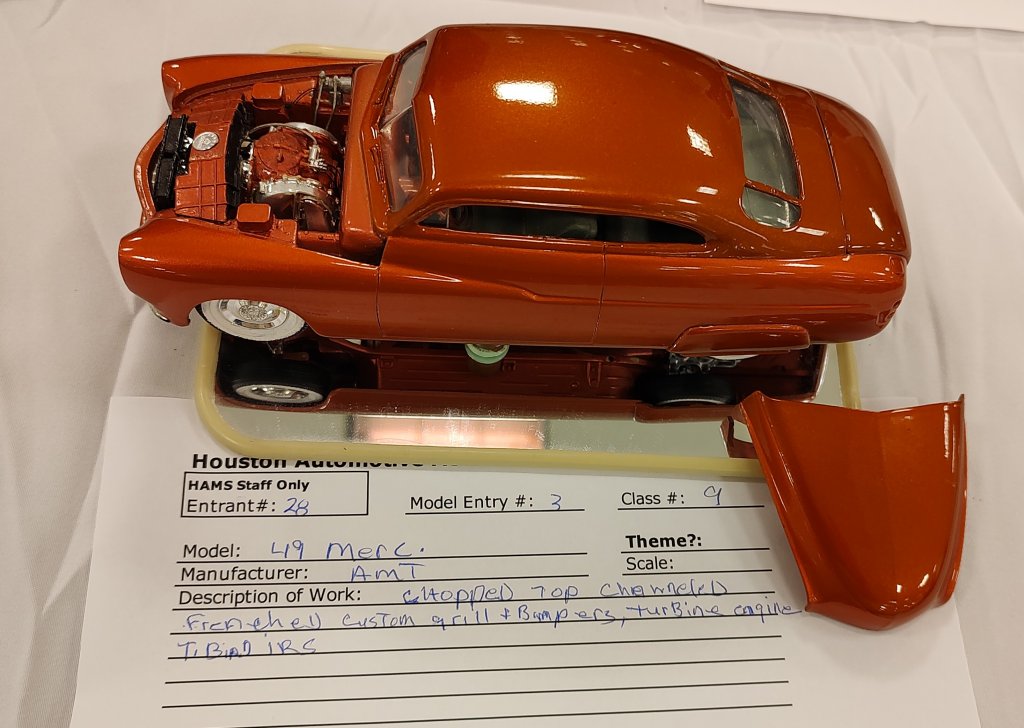 Houston Automotive
HAMS Staff Only
Entrant#: 28
Model Entry #: 3
Class #: 9
Model: 49 Merc.
Theme?:
Manufacturer: AMT
Scale:
Description of Work: CHopped Top Channeled
Frenched custom grill + Bumpers, turbine engine
IRS